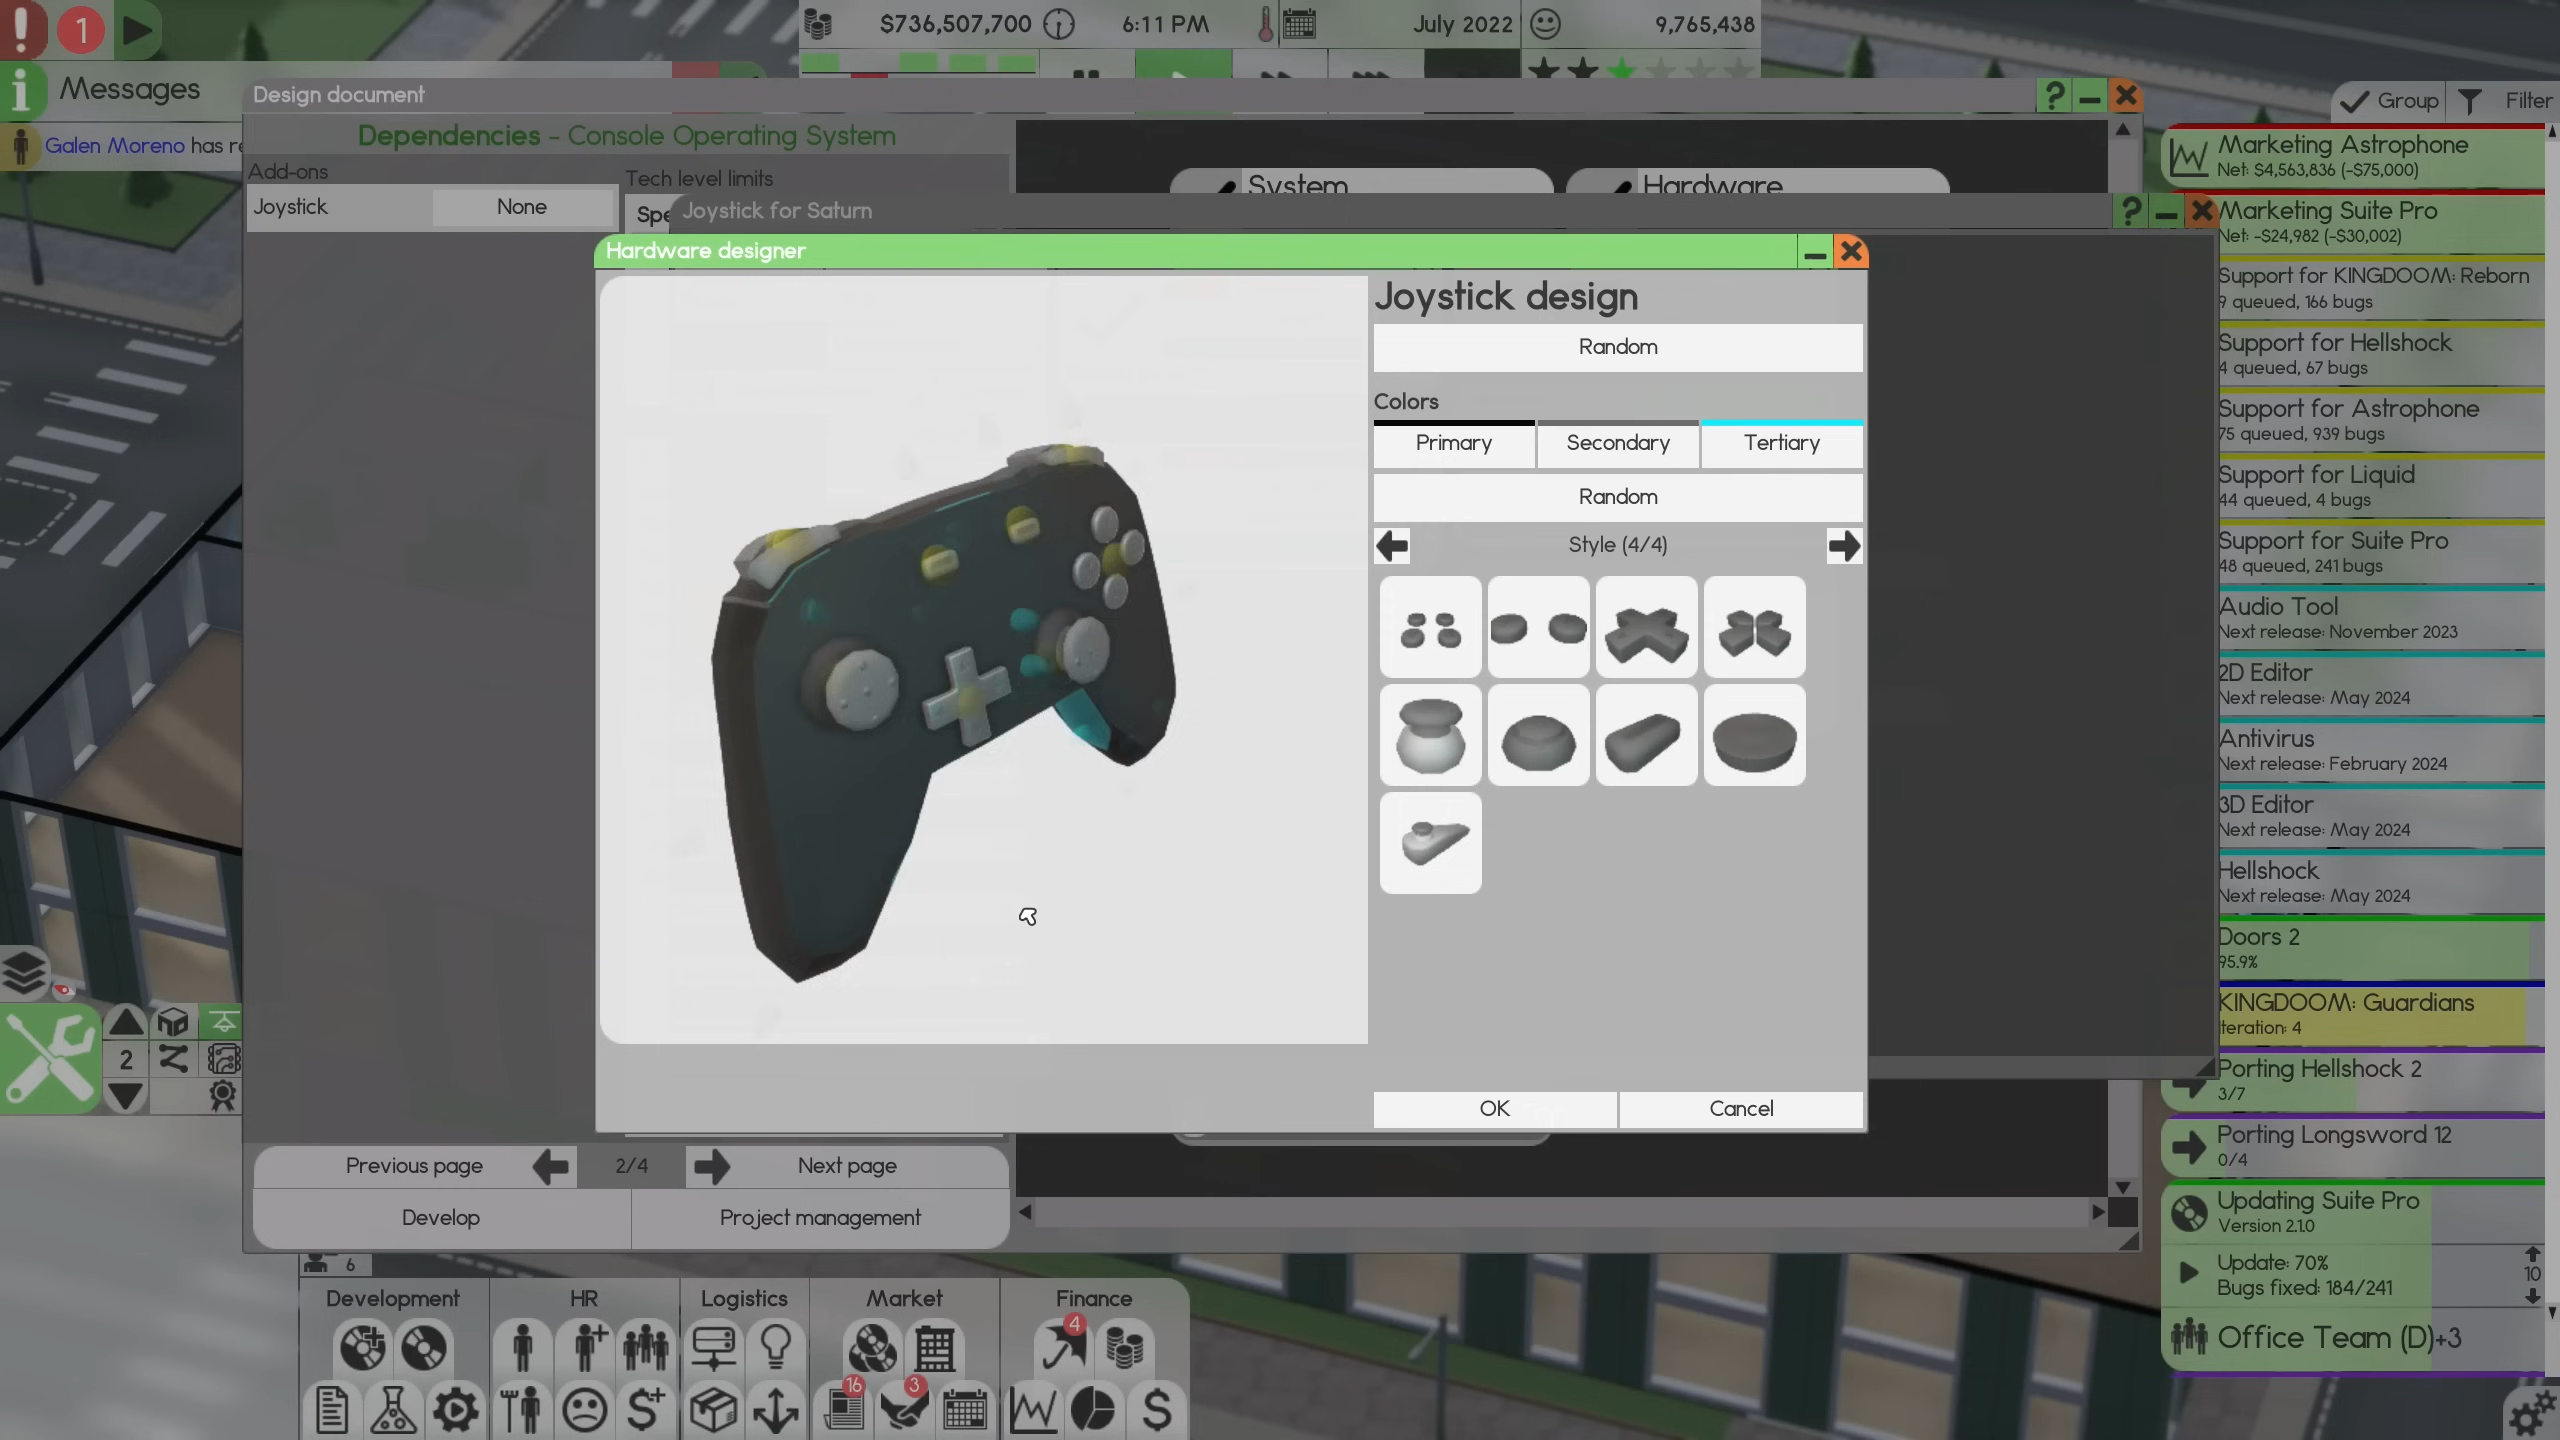 1
$736,507,700
6:11 PM
July 2022
9,765,438
Messages
Galen Moreno has re
Design document
Dependencies - Console Operating System
Add-ons
Joystick
None
Tech level limits
Spe
System
Hardware
Joystick for Saturn
Hardware designer
Joystick design
Random
Colors
Primary
Secondary
Tertiary
Random
Style (4/4)
OK
Cancel
Previous page
2/4
Next page
Develop
Project management
Group
Filter
Marketing Astrophone
Net: $4,563,836 (-$75,000)
Marketing Suite Pro
Net: -$24,982 (-$30,002)
Support for KINGDOOM: Reborn
9 queued, 166 bugs
Support for Hellshock
4 queued, 67 bugs
Support for Astrophone
75 queued, 939 bugs
Support for Liquid
44 queued, 4 bugs
Support for Suite Pro
48 queued, 241 bugs
Audio Tool
Next release: November 2023
2D Editor
Next release: May 2024
Antivirus
Next release: February 2024
3D Editor
Next release: May 2024
Hellshock
Next release: May 2024
Doors 2
95.9%
KINGDOOM: Guardians
Iteration: 4
Porting Hellshock 2
3/7
Porting Longsword 12
0/4
Updating Suite Pro
Version 2.1.0
Update: 70%
Bugs fixed: 184/241
10
Office Team (D)+3
2
6
Development
HR
Logistics
Market
Finance
4
16
3